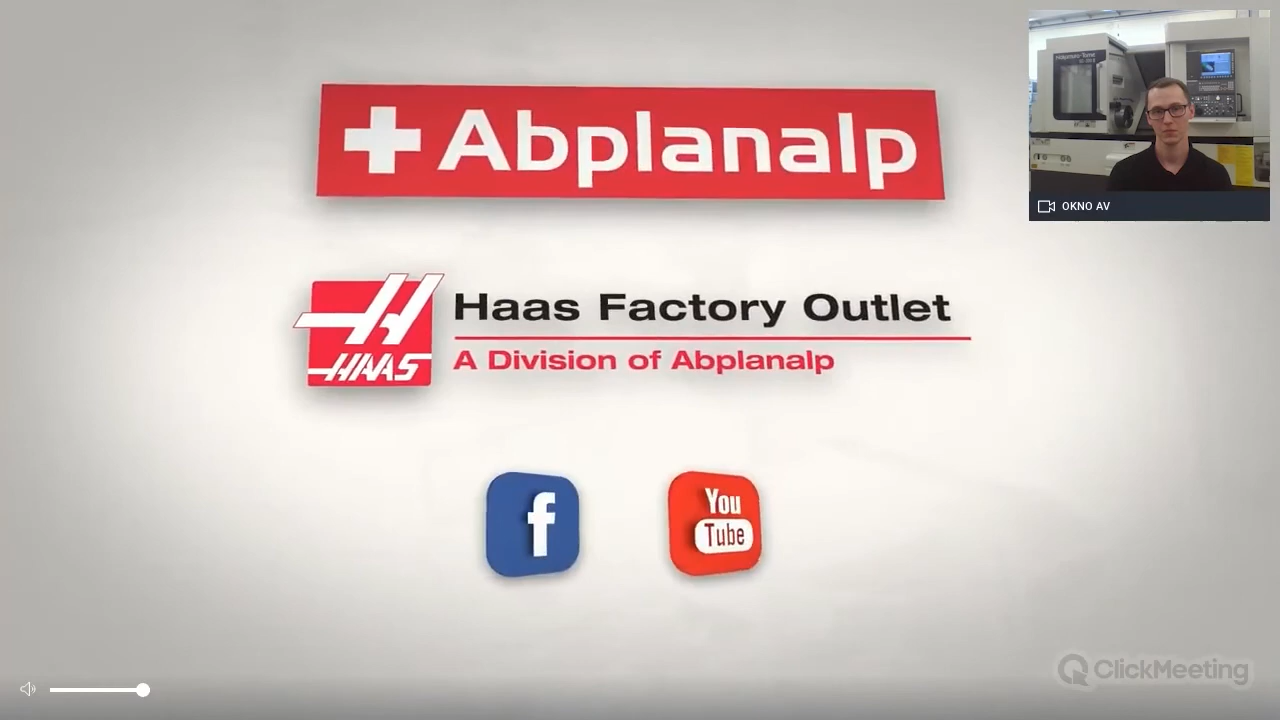 Abplanalp
HAAS
Haas Factory Outlet
A Division of Abplanalp
f
You
Tube
OKNO AV
ClickMeeting